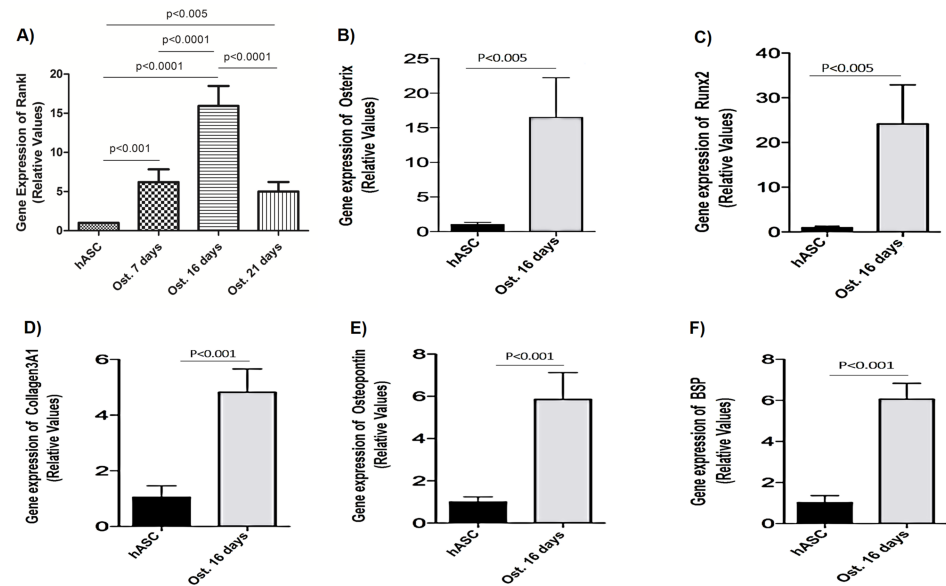 A)
p<0.005
p<0.0001
p<0.0001
p<0.0001
p<0.001
Gene Expression of Rankl
(Relative Values)
20
15
10
5
0
hASC
Ost. 7 days
Ost. 16 days
Ost. 21 days
B)
P<0.005
Gene expression of Osterix
(Relative Values)
25
20
15
10
5
0
hASC
Ost. 16 days
C)
P<0.005
Gene expression of Runx2
(Relative Values)
40
30
20
10
0
hASC
Ost. 16 days
D)
P<0.001
Gene expression of Collagen3A1
(Relative Values)
6
4
2
0
hASC
Ost. 16 days
E)
P<0.001
Gene expression of Osteopontin
(Relative Values)
8
6
4
2
0
hASC
Ost. 16 days
F)
P<0.001
Gene expression of BSP
(Relative Values)
8
6
4
2
0
hASC
Ost. 16 days